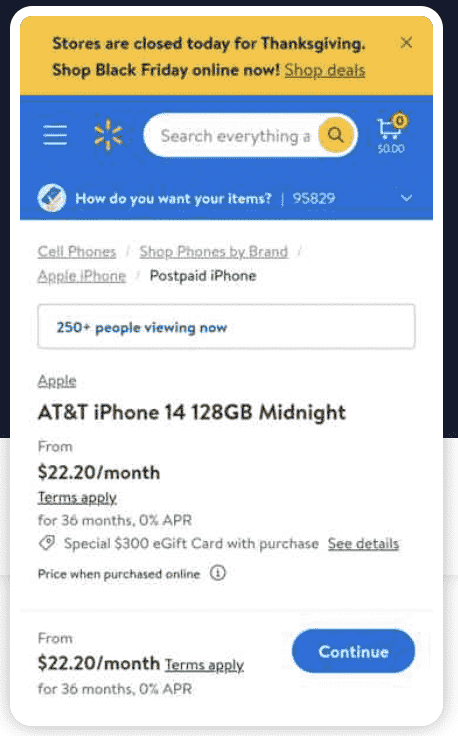 Stores are closed today for Thanksgiving.
Shop Black Friday online now! Shop deals
Search everything a
0
$0.00
How do you want your items? | 95829
Cell Phones / Shop Phones by Brand /
Apple iPhone / Postpaid iPhone
250+ people viewing now
Apple
AT&T iPhone 14 128GB Midnight
From
$22.20/month
Terms apply
for 36 months, 0% APR
Special $300 eGift Card with purchase See details
Price when purchased online
From
$22.20/month Terms apply
for 36 months, 0% APR
Continue